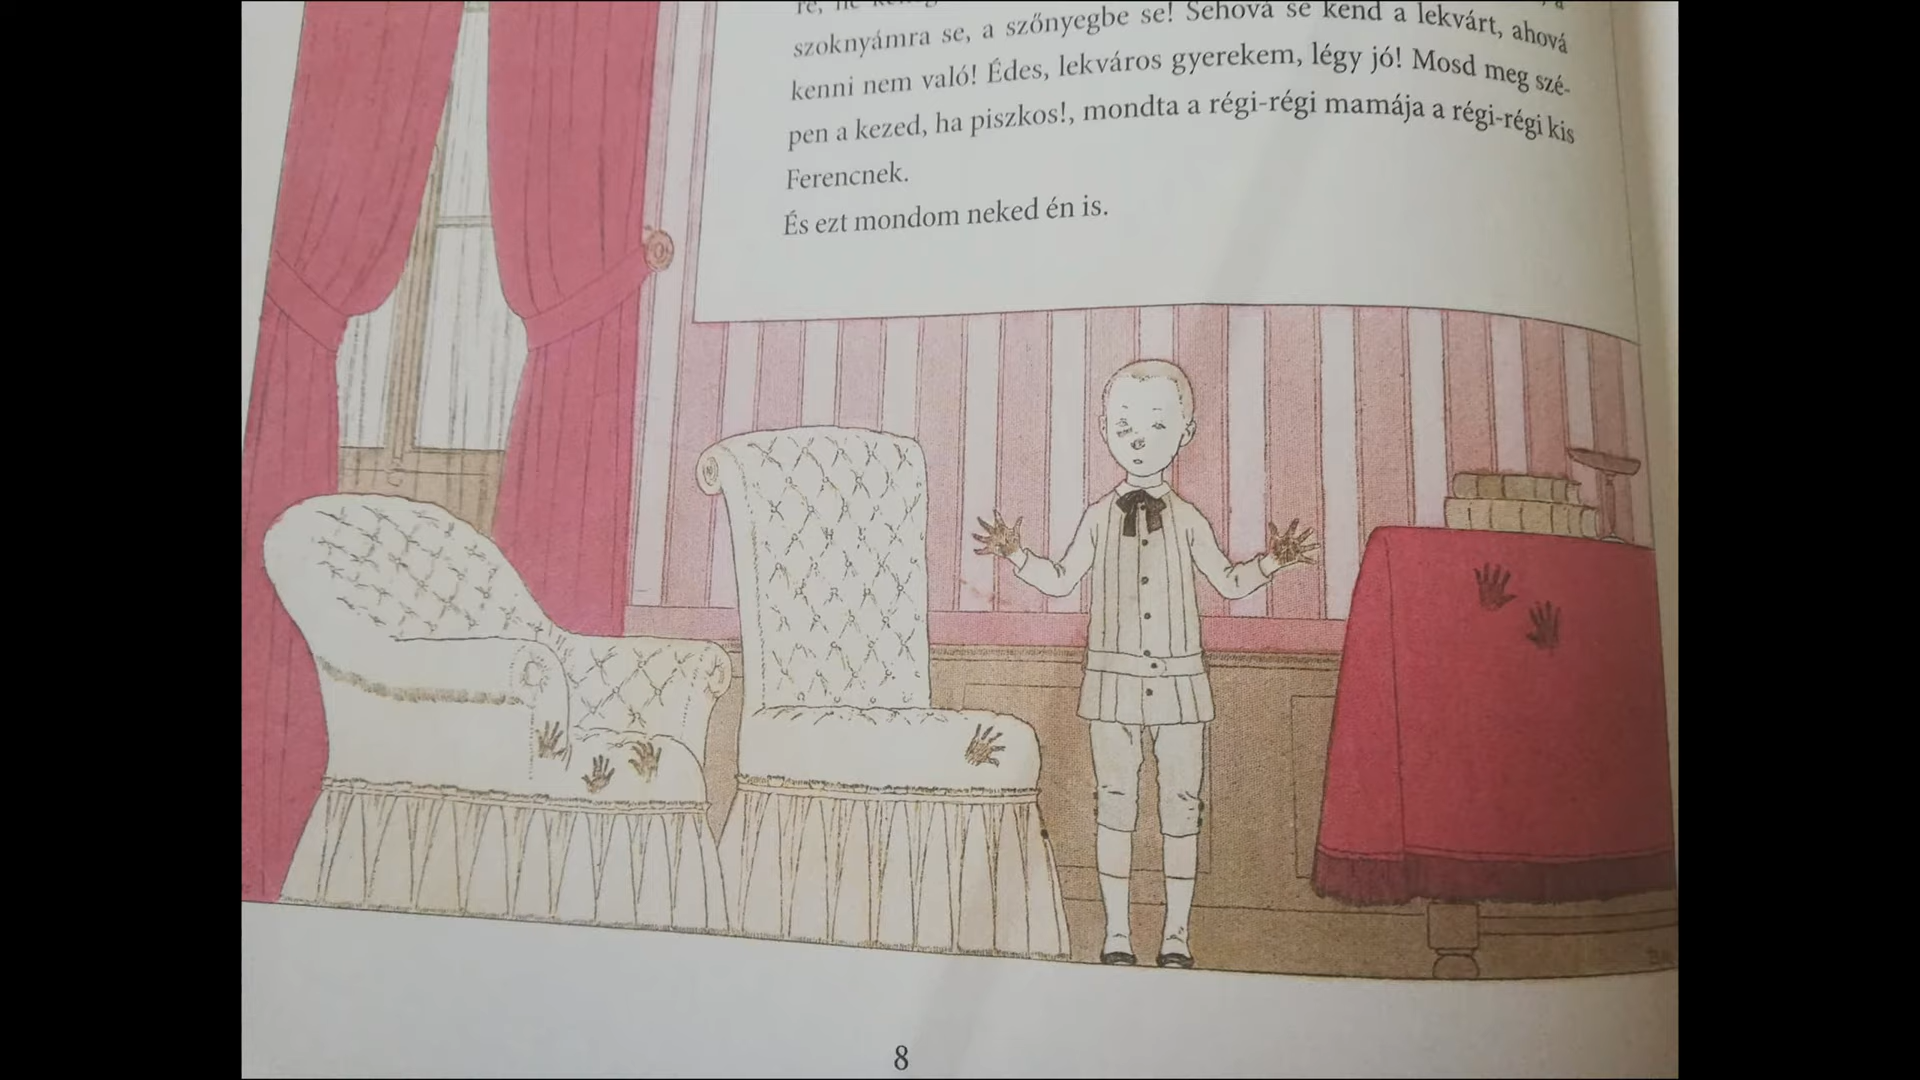 szoknyámra se, a szőnyegbe se! Sehová se kend a lekvárt, ahová
kenni nem való! Édes, lekváros gyerekem, légy jó! Mosd meg szé-
pen a kezed, ha piszkos!, mondta a régi-régi mamája a régi-régi kis
Ferencnek.
És ezt mondom neked én is.
8